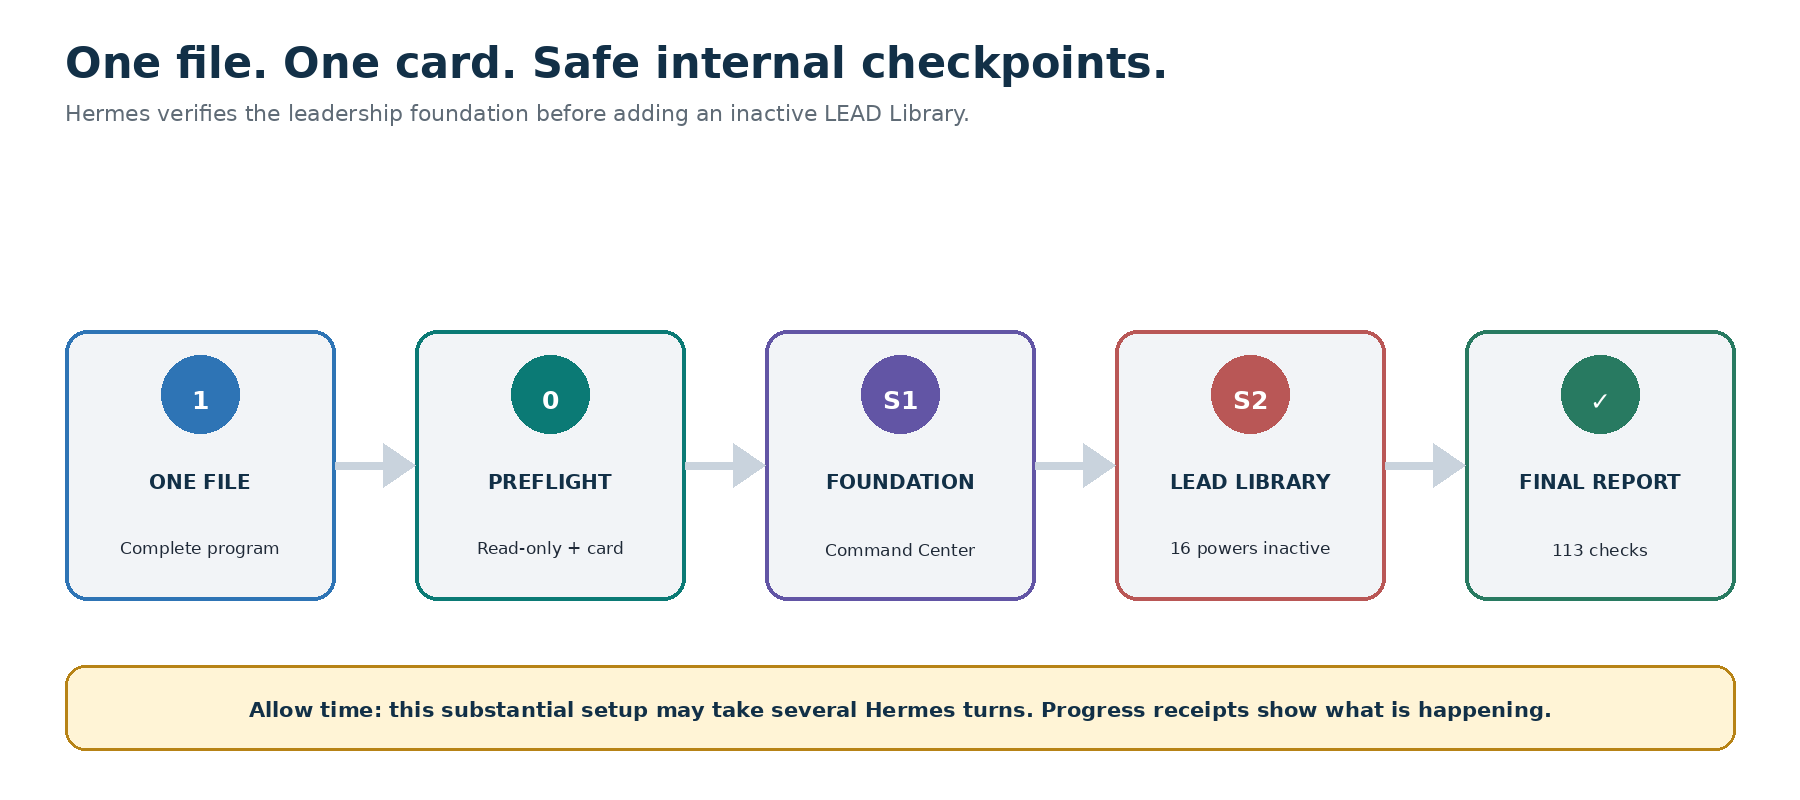 One file. One card. Safe internal checkpoints.
Hermes verifies the leadership foundation before adding an inactive LEAD Library.
1
ONE FILE
Complete program
0
PREFLIGHT
Read-only + card
S1
FOUNDATION
Command Center
S2
LEAD LIBRARY
16 powers inactive
✓
FINAL REPORT
113 checks
Allow time: this substantial setup may take several Hermes turns. Progress receipts show what is happening.